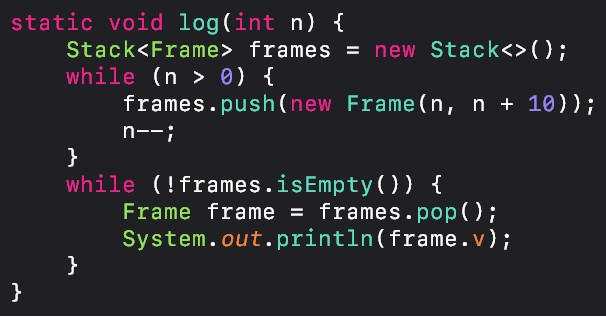 static void log(int n) {
    Stack<Frame> frames = new Stack<>();
    while (n > 0) {
        frames.push(new Frame(n, n + 10));
        n--;
    }
    while (!frames.isEmpty()) {
        Frame frame = frames.pop();
        System.out.println(frame.v);
    }
}